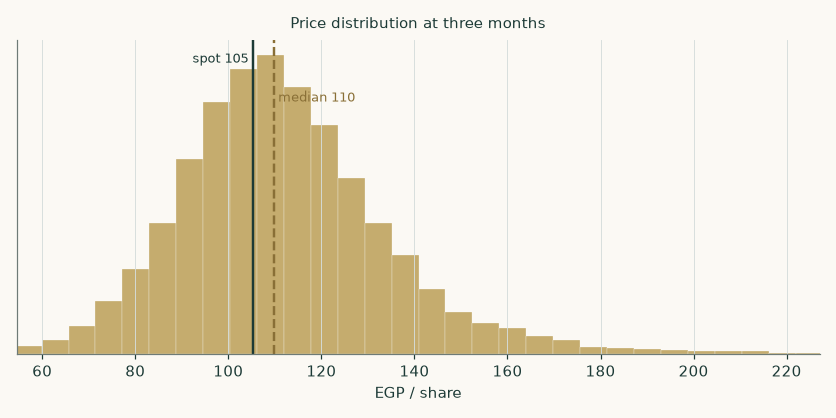 Price distribution at three months
spot 105
median 110
60 80 100 120 140 160 180 200 220
EGP / share